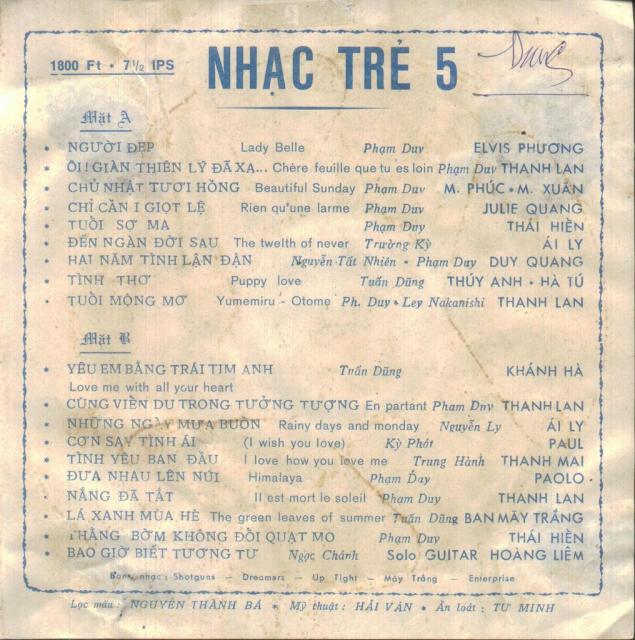 1800 Ft • 7½ IPS NHẠC TRẺ 5
Mặt A
• NGƯỜI ĐẸP Lady Belle Phạm Duy ELVIS PHƯƠNG
• ÔI! GIÀN THIÊN LÝ ĐÃ XA... Chère feuille que tu es loin Phạm Duy THANH LAN
• CHỦ NHẬT TƯƠI HỒNG Beautiful Sunday Phạm Duy M. PHÚC • M. XUÂN
• CHỈ CẦN 1 GIỌT LỆ Rien qu'une larme Phạm Duy JULIE QUANG
• TUỔI SỢ MA Phạm Duy THÁI HIỀN
• ĐẾN NGÀN ĐỜI SAU The twelth of never Trường Kỳ ÁI LY
• HAI NĂM TÌNH LẬN ĐẬN Nguyễn Tất Nhiên • Phạm Duy DUY QUANG
• TÌNH THƠ Puppy love Tuấn Dũng THÚY ANH • HÀ TÚ
• TUỔI MỘNG MƠ Yumemiru - Otome Ph. Duy • Ley Nakanishi THANH LAN
Mặt B
• YÊU EM BẰNG TRÁI TIM ANH Tuấn Dũng KHÁNH HÀ
Love me with all your heart
• CÙNG VIỄN DU TRONG TƯỞNG TƯỢNG En partant Phạm Duy THANH LAN
• NHỮNG NGÀY MƯA BUỒN Rainy days and monday Nguyễn Ly ÁI LY
• CƠN SAY TÌNH ÁI (I wish you love) Kỳ Phát PAUL
• TÌNH YÊU BAN ĐẦU I love how you love me Trung Hành THANH MAI
• ĐƯA NHAU LÊN NÚI Himalaya Phạm Duy PAOLO
• NẮNG ĐÃ TẮT Il est mort le soleil Phạm Duy THANH LAN
• LÁ XANH MÙA HÈ The green leaves of summer Tuấn Dũng BAN MÂY TRẮNG
• THẰNG BỜM KHÔNG ĐỔI QUẠT MO Phạm Duy THÁI HIỀN
• BAO GIỜ BIẾT TƯƠNG TƯ Ngọc Chánh Solo GUITAR HOÀNG LIÊM
Ban nhạc : Shotguns — Dreamers — Up Tight — Mây Trắng — Enterprise
Lọc màu : NGUYỄN THÀNH BÁ • Mỹ thuật : HẢI VÂN • Ấn loát : TƯ MINH